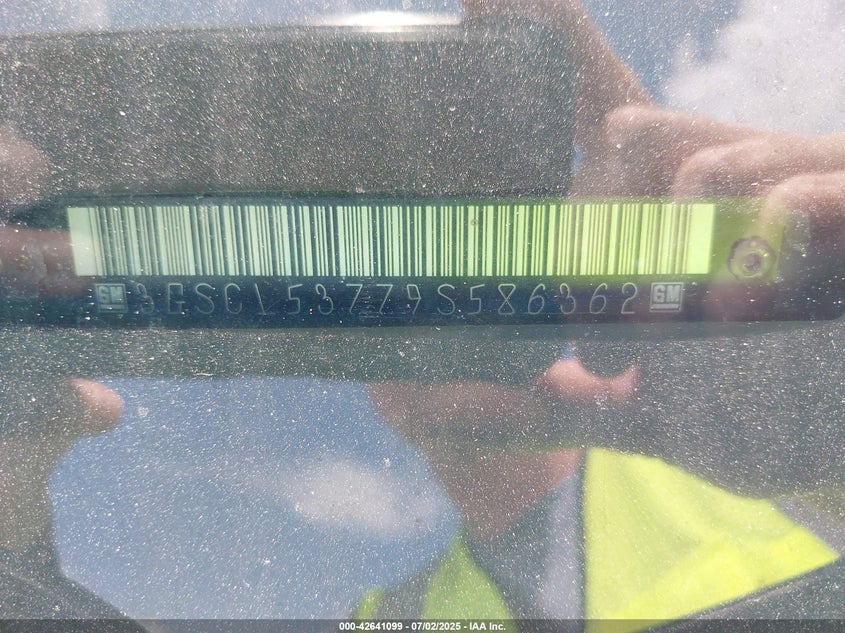 GM 3GSCL53779S586362 GM
000-42641099 · 07/02/2025 - IAA Inc.